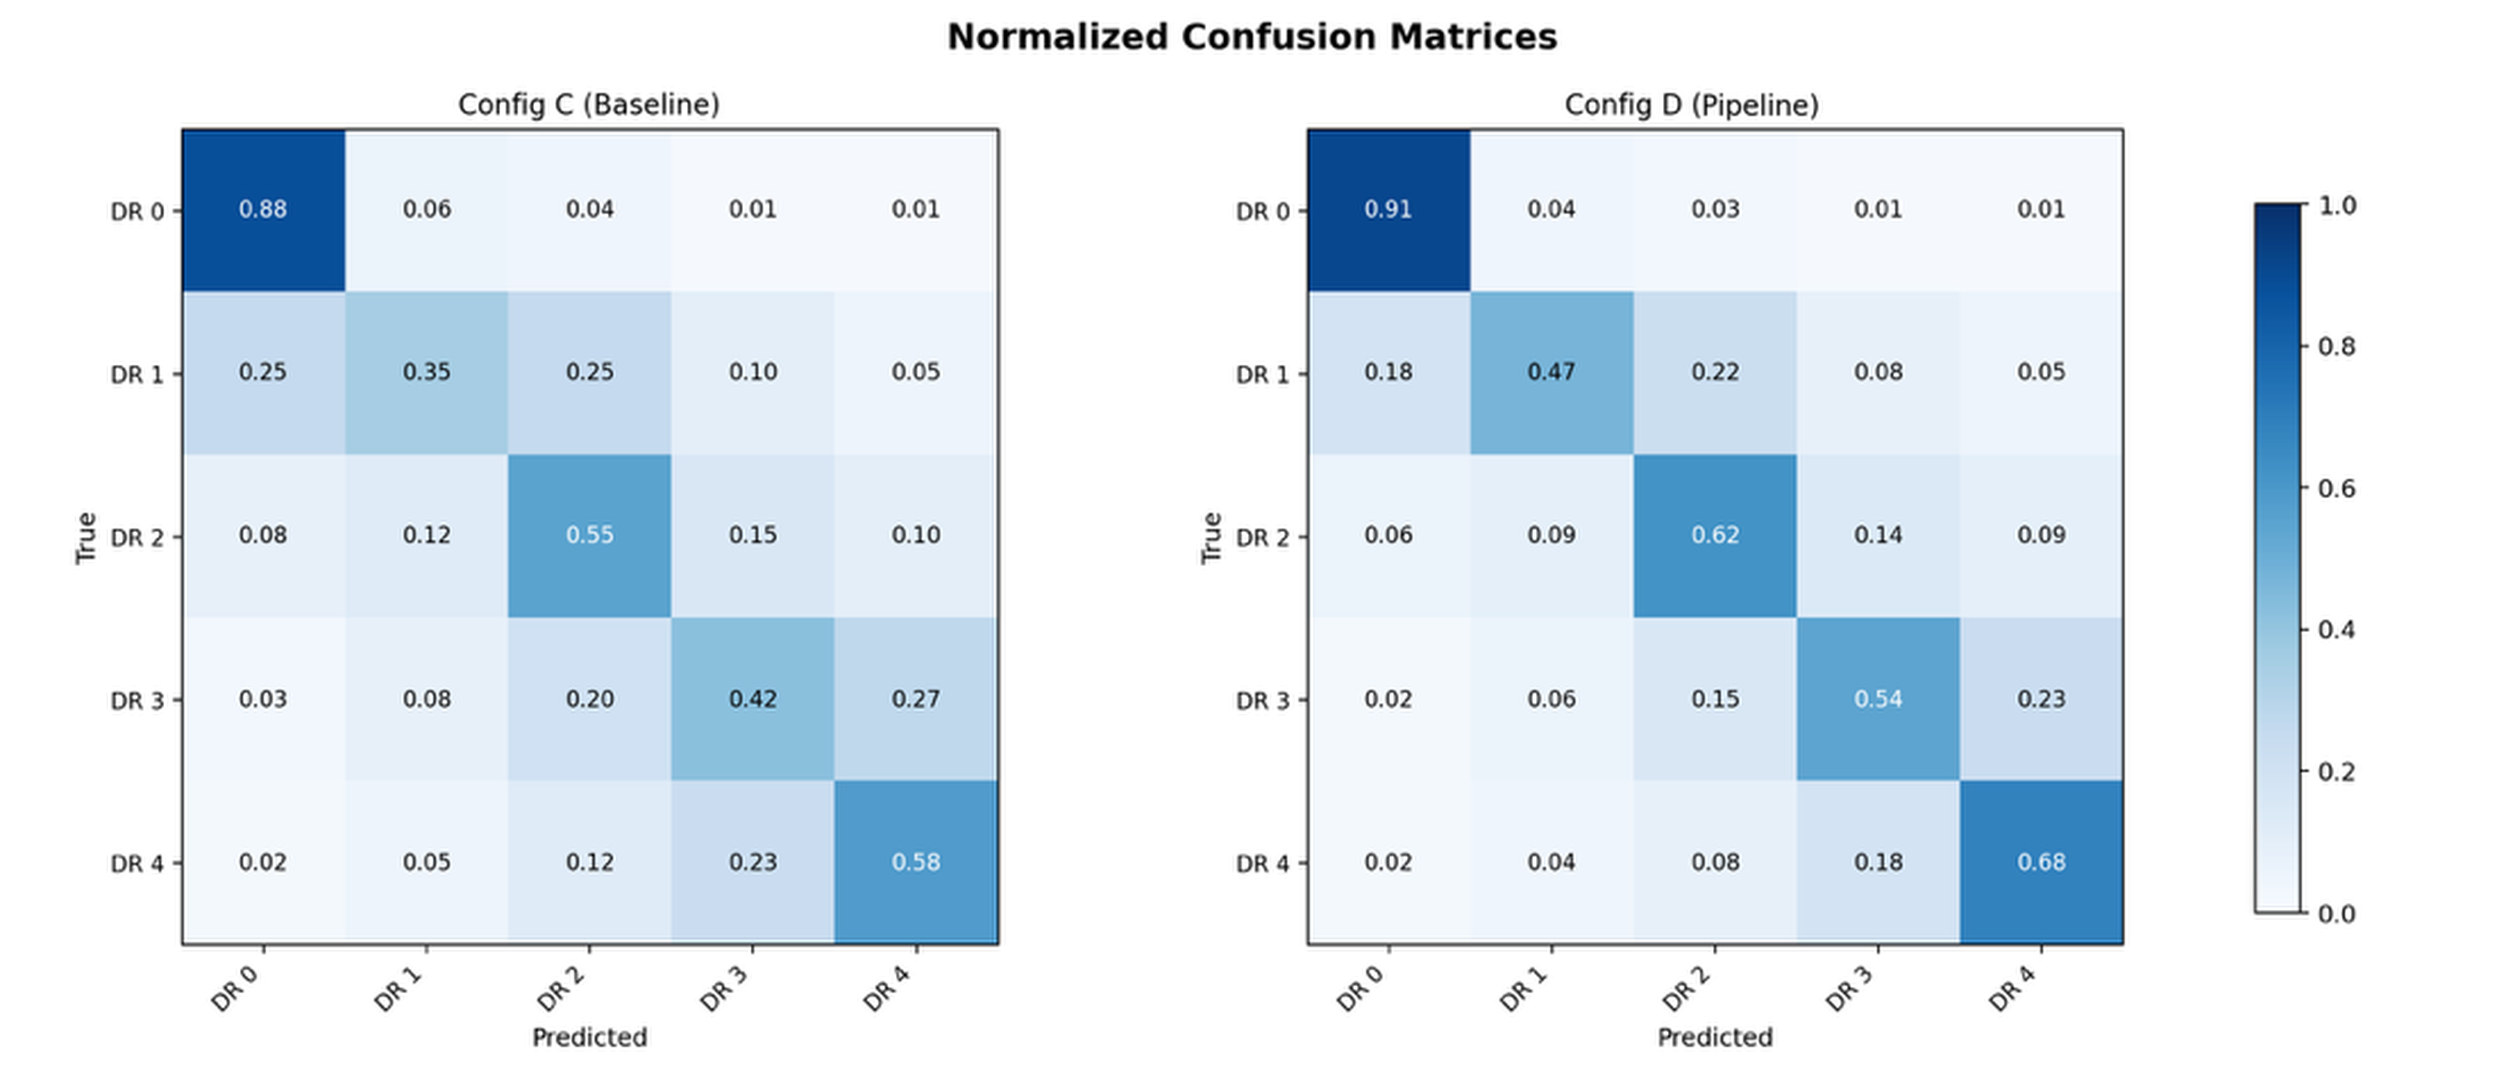 Normalized Confusion Matrices
Config C (Baseline)
True
DR 0 0.88 0.06 0.04 0.01 0.01
DR 1 0.25 0.35 0.25 0.10 0.05
DR 2 0.08 0.12 0.55 0.15 0.10
DR 3 0.03 0.08 0.20 0.42 0.27
DR 4 0.02 0.05 0.12 0.23 0.58
DR 0 DR 1 DR 2 DR 3 DR 4
Predicted
Config D (Pipeline)
True
DR 0 0.91 0.04 0.03 0.01 0.01
DR 1 0.18 0.47 0.22 0.08 0.05
DR 2 0.06 0.09 0.62 0.14 0.09
DR 3 0.02 0.06 0.15 0.54 0.23
DR 4 0.02 0.04 0.08 0.18 0.68
DR 0 DR 1 DR 2 DR 3 DR 4
Predicted
1.0
0.8
0.6
0.4
0.2
0.0